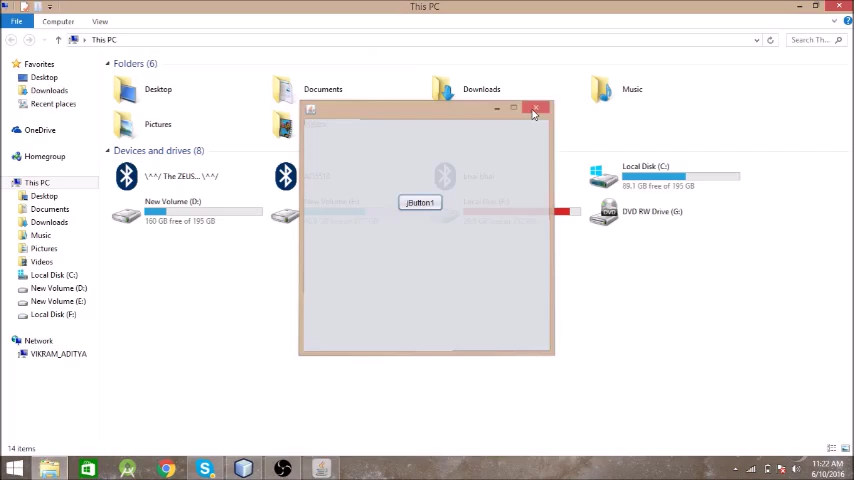 This PC
File Computer View
This PC
Search Th...
Favorites
Desktop
Downloads
Recent places
OneDrive
Homegroup
This PC
Desktop
Documents
Downloads
Music
Pictures
Videos
Local Disk (C:)
New Volume (D:)
New Volume (E:)
Local Disk (F:)
Network
VIKRAM_ADITYA
Folders (6)
Desktop
Documents
Downloads
Music
Pictures
Devices and drives (8)
\^^/ The ZEUS... \^^/
Local Disk (C:)
89.1 GB free of 195 GB
New Volume (D:)
160 GB free of 195 GB
DVD RW Drive (G:)
DVD
jButton1
14 items
11:22 AM
6/10/2016